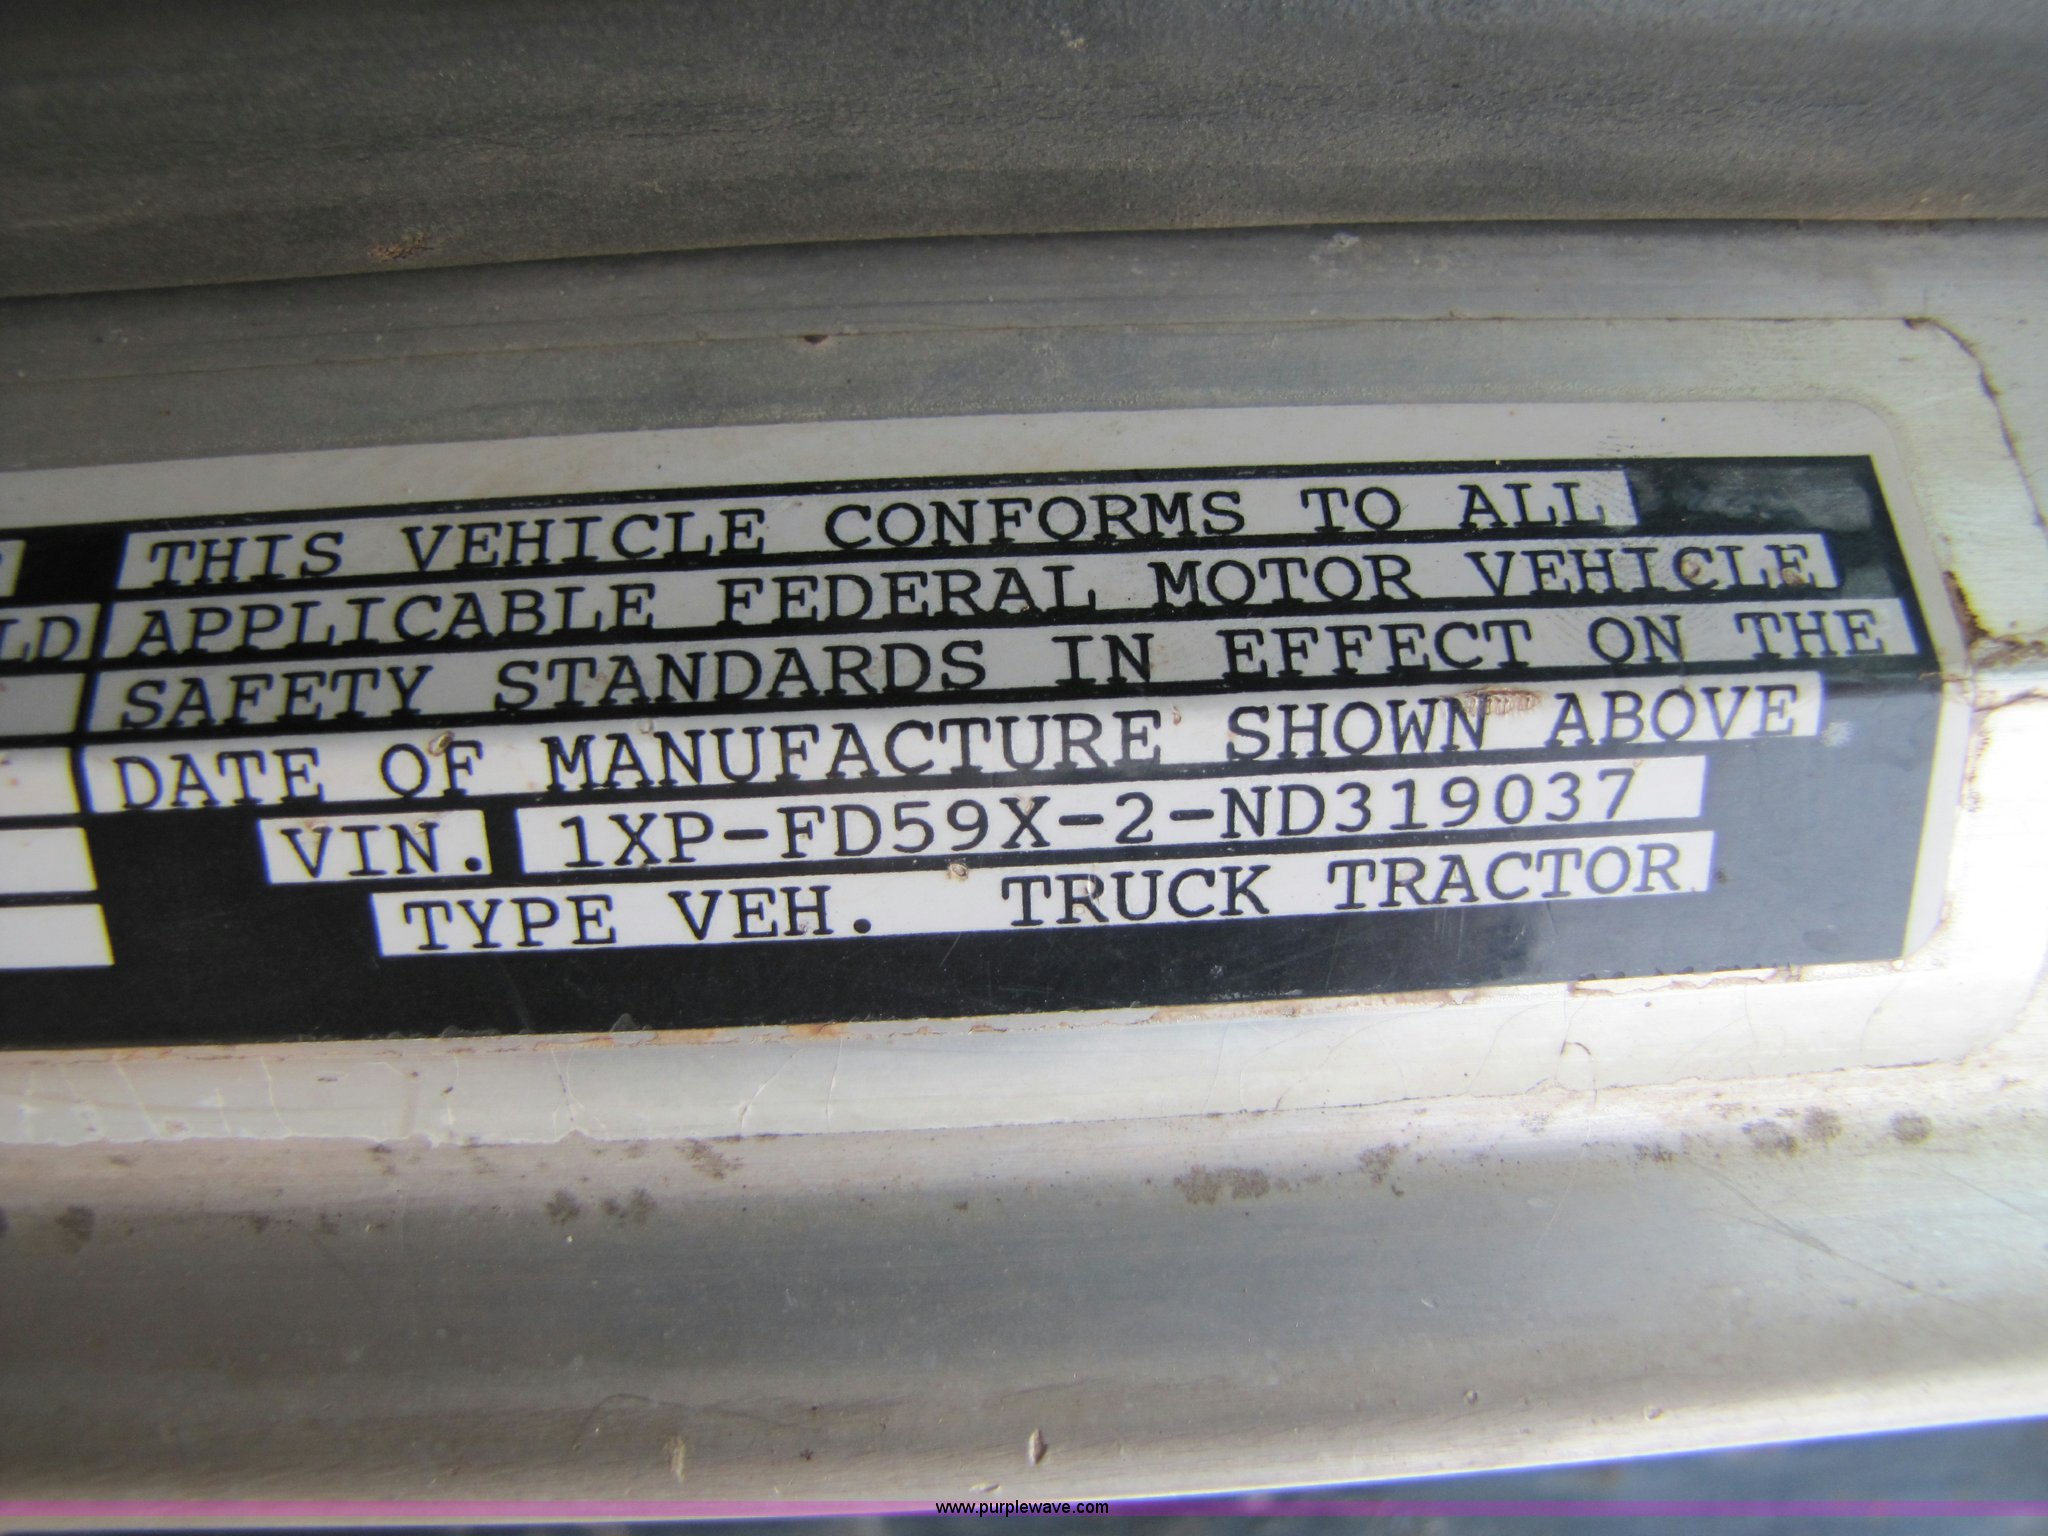 THIS VEHICLE CONFORMS TO ALL
LD APPLICABLE FEDERAL MOTOR VEHICLE
SAFETY STANDARDS IN EFFECT ON THE
DATE OF MANUFACTURE SHOWN ABOVE
VIN. 1XP-FD59X-2-ND319037
TYPE VEH. TRUCK TRACTOR
www.purplewave.com